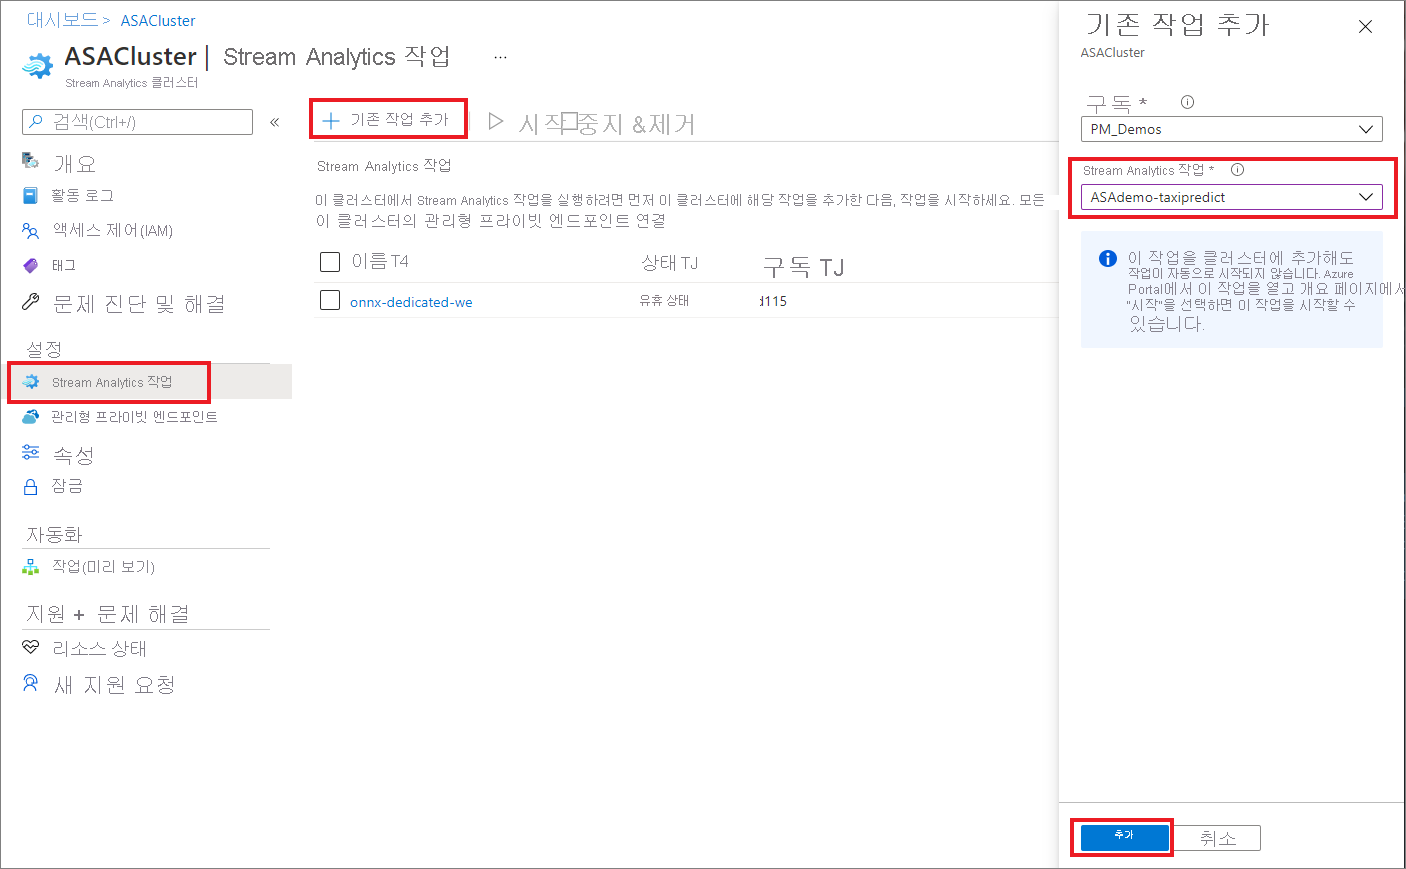 대시보드 > ASACluster
ASACluster | Stream Analytics 작업 ...
Stream Analytics 클러스터
검색(Ctrl+/) «
개요
활동 로그
액세스 제어(IAM)
태그
문제 진단 및 해결
설정
Stream Analytics 작업
관리형 프라이빗 엔드포인트
속성
잠금
자동화
작업(미리 보기)
지원 + 문제 해결
리소스 상태
새 지원 요청
+ 기존 작업 추가 시작□중지 &제거
Stream Analytics 작업
이 클러스터에서 Stream Analytics 작업을 실행하려면 먼저 이 클러스터에 해당 작업을 추가한 다음, 작업을 시작하세요. 모든
이 클러스터의 관리형 프라이빗 엔드포인트 연결
이름 T4 상태 TJ 구독 TJ
onnx-dedicated-we 유휴 상태 d115
기존 작업 추가
ASACluster
구독 *
PM_Demos
Stream Analytics 작업 *
ASAdemo-taxipredict
이 작업을 클러스터에 추가해도
작업이 자동으로 시작되지 않습니다. Azure
Portal에서 이 작업을 열고 개요 페이지에서
"시작"을 선택하면 이 작업을 시작할 수
있습니다.
추가 취소